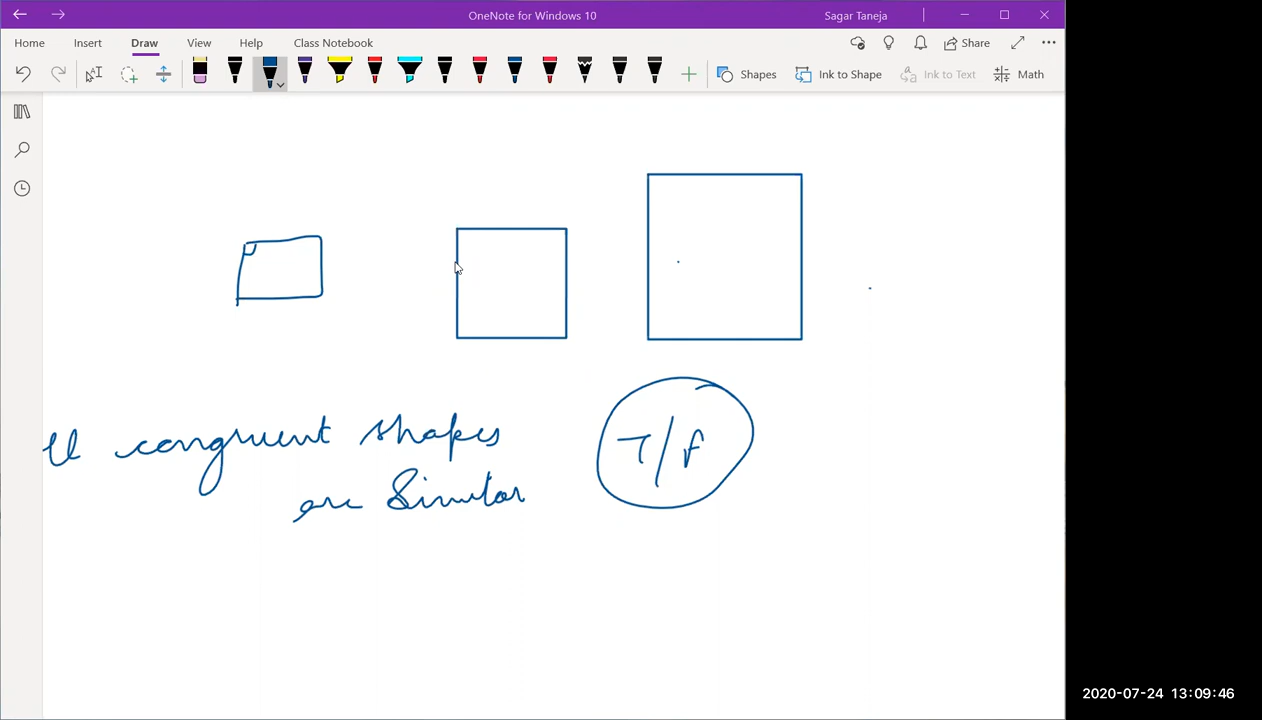 OneNote for Windows 10
Sagar Taneja
Home Insert Draw View Help Class Notebook
Share
Shapes Ink to Shape Ink to Text Math
ll congruent shapes
are Similar
T/F
2020-07-24 13:09:46